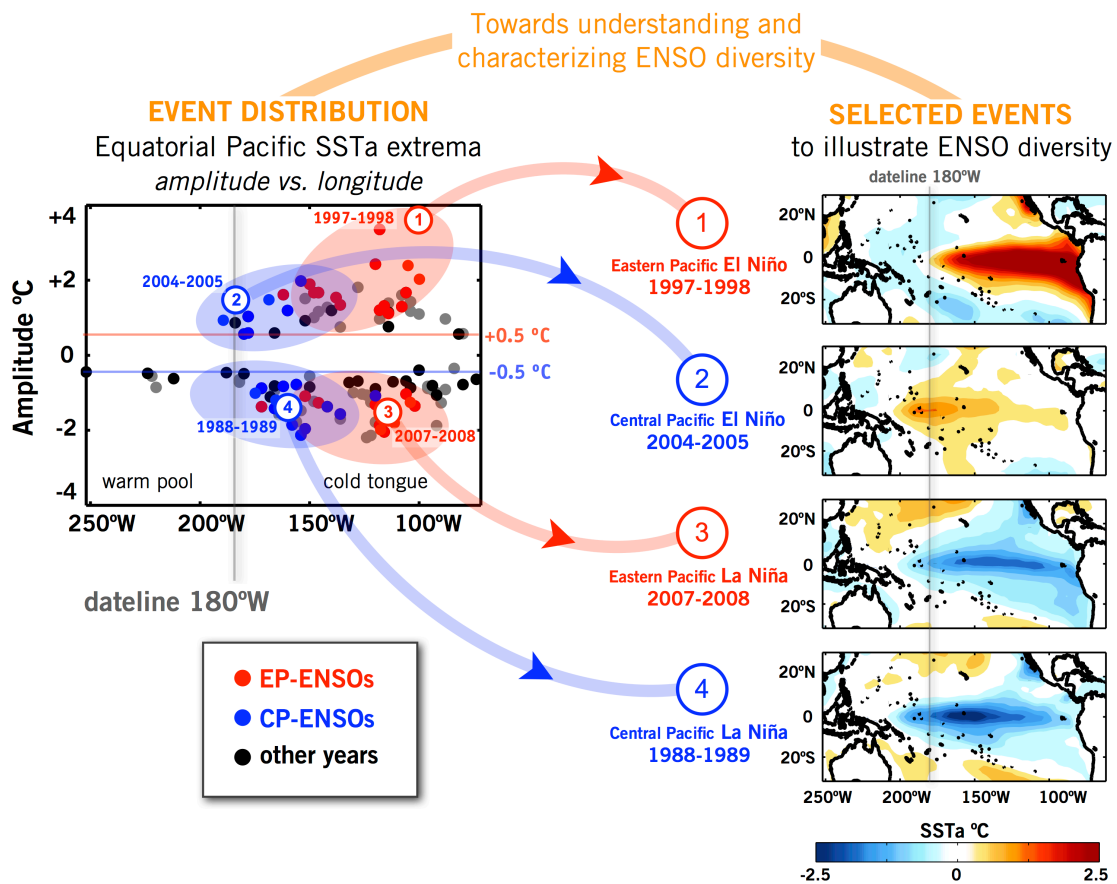 Towards understanding and
characterizing ENSO diversity
EVENT DISTRIBUTION
Equatorial Pacific SSTa extrema
amplitude vs. longitude
+4
+2
0
-2
-4
Amplitude ºC
1997-1998
1
2004-2005
2
+0.5 ºC
-0.5 ºC
4
3
1988-1989
2007-2008
warm pool
cold tongue
250ºW
200ºW
150ºW
100ºW
dateline 180ºW
EP-ENSOs
CP-ENSOs
other years
1
Eastern Pacific El Niño
1997-1998
2
Central Pacific El Niño
2004-2005
3
Eastern Pacific La Niña
2007-2008
4
Central Pacific La Niña
1988-1989
SELECTED EVENTS
to illustrate ENSO diversity
dateline 180ºW
20ºN
0
20ºS
20ºN
0
20ºS
20ºN
0
20ºS
20ºN
0
20ºS
250ºW
200ºW
150ºW
100ºW
SSTa ºC
-2.5
0
2.5